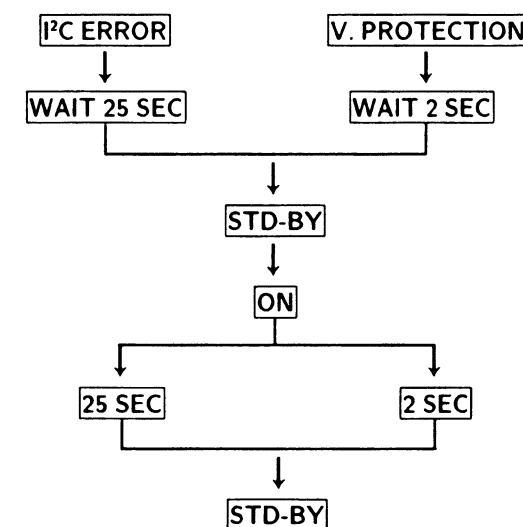 I²C ERROR
V. PROTECTION
WAIT 25 SEC
WAIT 2 SEC
STD-BY
ON
25 SEC
2 SEC
STD-BY